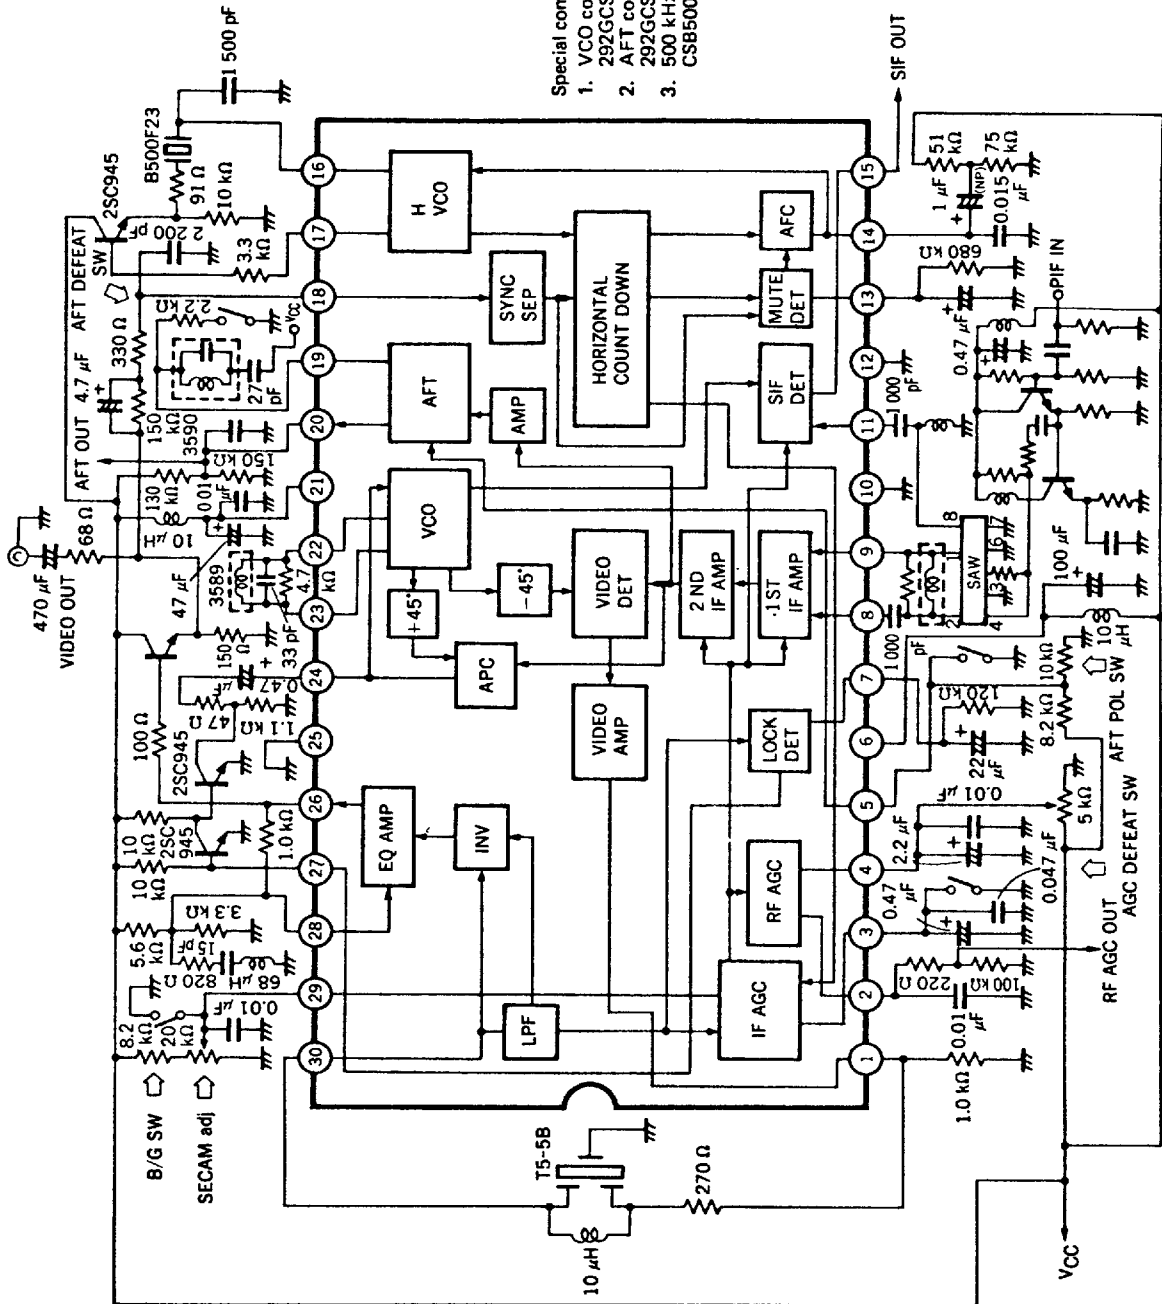 Special com
1. VCO co
292GCS
2. AFT co
292GCS
3. 500 kHz
CSB500
1 500 pF
B500F23
91 Ω
10 kΩ
2SC945
2 200 pF
3.3
kΩ
AFT DEFEAT
SW
2.2 kΩ
VCC
330 Ω
27
pF
AFT OUT
4.7 μF
150
kΩ
3590
150 kΩ
130
kΩ
0.01
μF
10 μH
68 Ω
470 μF
VIDEO OUT
47 μF
3589
4.7
kΩ
33 pF
150
Ω
0.47
μF
47 Ω
1.1 kΩ
100 Ω
2SC945
10
kΩ
2SC
945
10
kΩ
1.0 kΩ
5.6
kΩ
3.3 kΩ
15 pF
820 Ω
68 μH
0.01 μF
8.2
kΩ
20
kΩ
B/G SW
SECAM adj
16
17
18
19
20
21
22
23
24
25
26
27
28
29
30
H
VCO
SYNC
SEP
AFT
AMP
HORIZONTAL
COUNT DOWN
AFC
MUTE
DET
SIF
DET
VCO
+45°
−45°
APC
VIDEO
DET
2 ND
IF AMP
1 ST
IF AMP
VIDEO
AMP
LOCK
DET
EQ AMP
INV
LPF
RF AGC
IF AGC
15
14
13
12
11
10
9
8
7
6
5
4
3
2
1
SIF OUT
51
kΩ
75
kΩ
1 μF
(NP)
0.015
μF
680 kΩ
0.47 μF
PIF IN
1 000
pF
SAW
8
7
6
3
2
4
100 μF
1 000
pF
10
μH
10 kΩ
AFT POL SW
120 kΩ
8.2 kΩ
22
μF
0.01 μF
5 kΩ
2.2 μF
AGC DEFEAT SW
0.47
μF
0.047 μF
RF AGC OUT
220 Ω
100 kΩ
0.01
μF
1.0 kΩ
T5-5B
10 μH
270 Ω
VCC